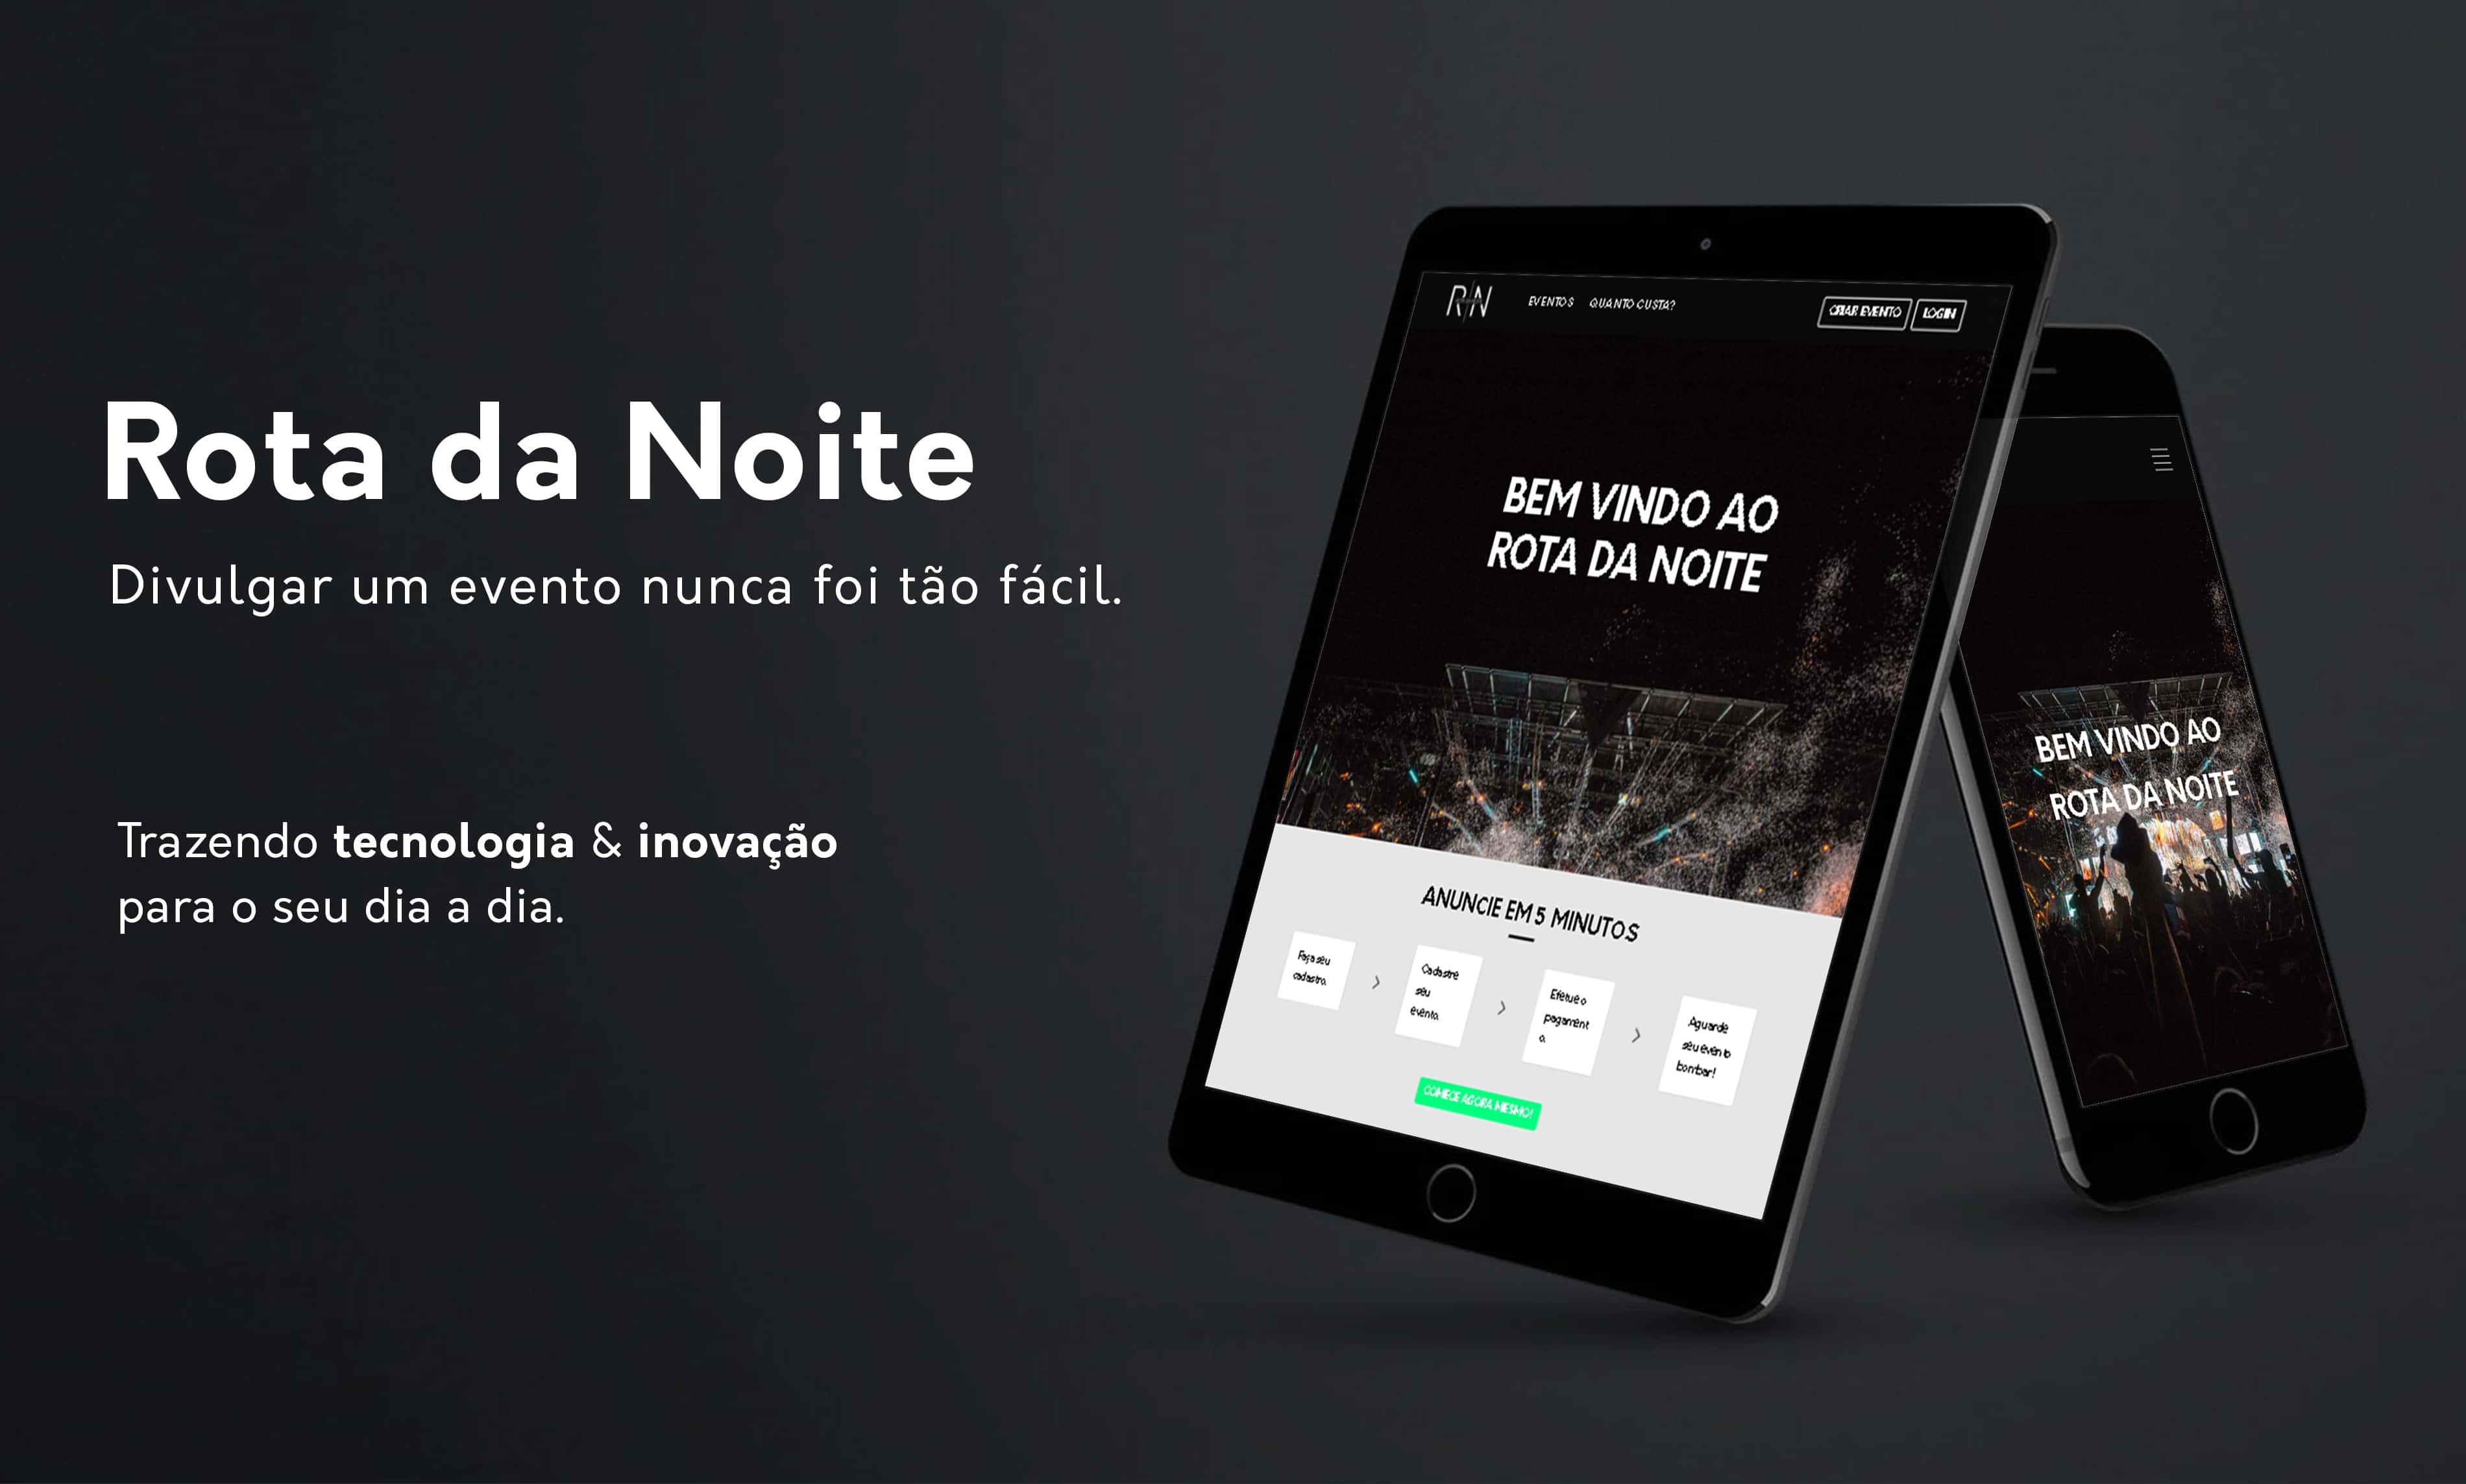 Rota da Noite
Divulgar um evento nunca foi tão fácil.
Trazendo tecnologia & inovação
para o seu dia a dia.
RN
EVENTOS
QUANTO CUSTA?
CRIAR EVENTO
LOGIN
BEM VINDO AO
ROTA DA NOITE
ANUNCIE EM 5 MINUTOS
Faça seu
cadastro.
Cadastre
seu
evento.
Efetue o
pagament
o.
Aguarde
seu evento
bombar!
COMECE AGORA MESMO!
BEM VINDO AO
ROTA DA NOITE